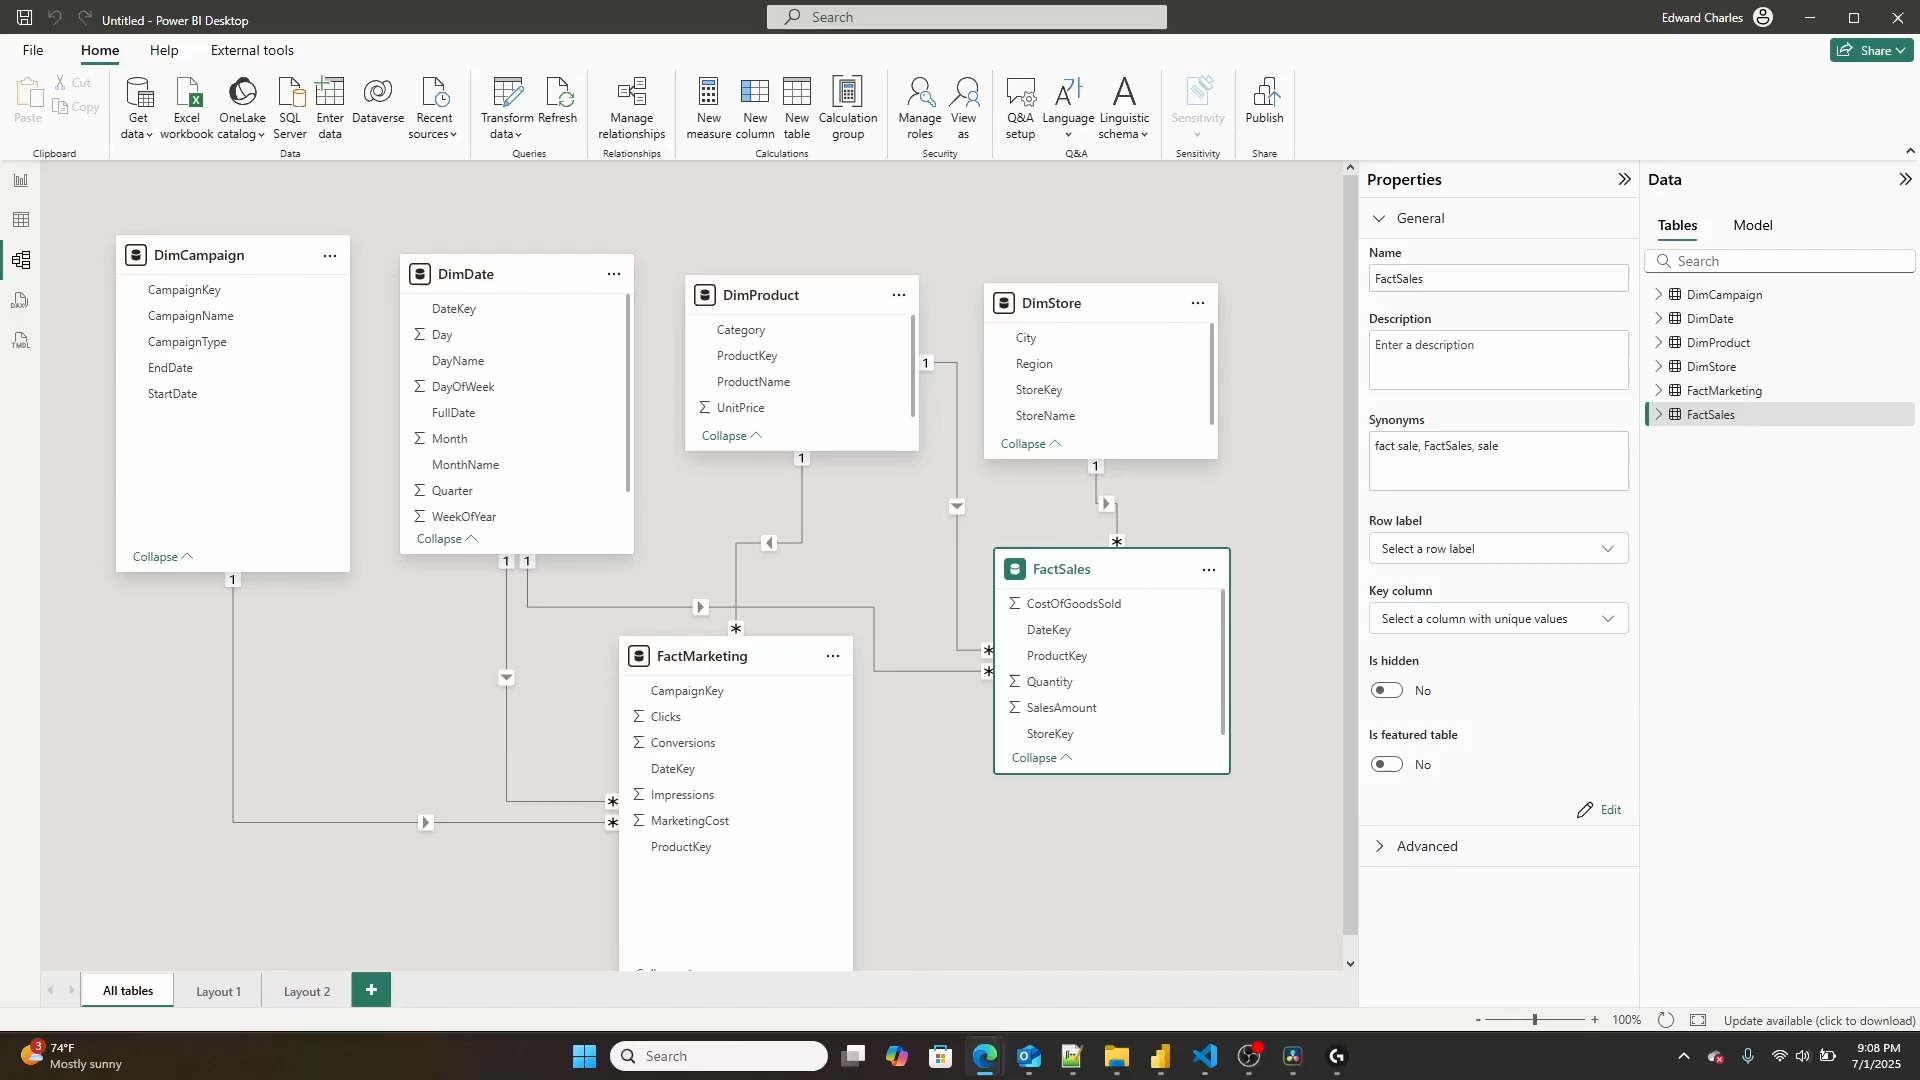 Untitled - Power BI Desktop
Search
Edward Charles
File
Home
Help
External tools
Share
Paste
Cut
Copy
Get data
Excel workbook
OneLake catalog
SQL Server
Enter data
Dataverse
Recent sources
Transform data
Refresh
Manage relationships
New measure
New column
New table
Calculation group
Manage roles
View as
Q&A setup
Language
Linguistic schema
Sensitivity
Publish
Clipboard
Data
Queries
Relationships
Calculations
Security
Q&A
Sensitivity
Share
DAX
TMDL
DimCampaign
CampaignKey
CampaignName
CampaignType
EndDate
StartDate
Collapse
1
DimDate
DateKey
Day
DayName
DayOfWeek
FullDate
Month
MonthName
Quarter
WeekOfYear
Collapse
1
1
DimProduct
Category
ProductKey
ProductName
UnitPrice
Collapse
1
1
DimStore
City
Region
StoreKey
StoreName
Collapse
1
FactMarketing
CampaignKey
Clicks
Conversions
DateKey
Impressions
MarketingCost
ProductKey
FactSales
CostOfGoodsSold
DateKey
ProductKey
Quantity
SalesAmount
StoreKey
Collapse
Properties
General
Name
FactSales
Description
Enter a description
Synonyms
fact sale, FactSales, sale
Row label
Select a row label
Key column
Select a column with unique values
Is hidden
No
Is featured table
No
Edit
Advanced
Data
Tables
Model
Search
DimCampaign
DimDate
DimProduct
DimStore
FactMarketing
FactSales
All tables
Layout 1
Layout 2
+
- + 100%
Update available (click to download)
3
74°F
Mostly sunny
Search
9:08 PM
7/1/2025